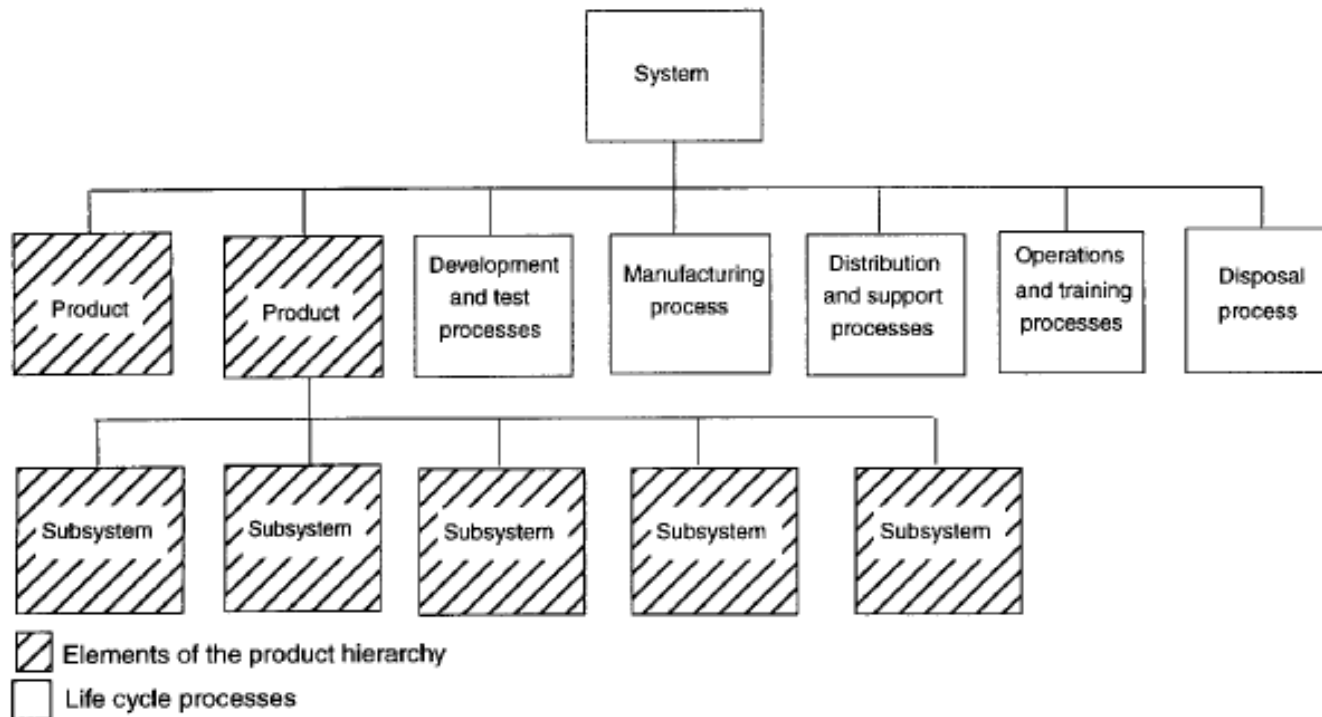 System
Product
Product
Development
and test
processes
Manufacturing
process
Distribution
and support
processes
Operations
and training
processes
Disposal
process
Subsystem
Subsystem
Subsystem
Subsystem
Subsystem
Elements of the product hierarchy
Life cycle processes